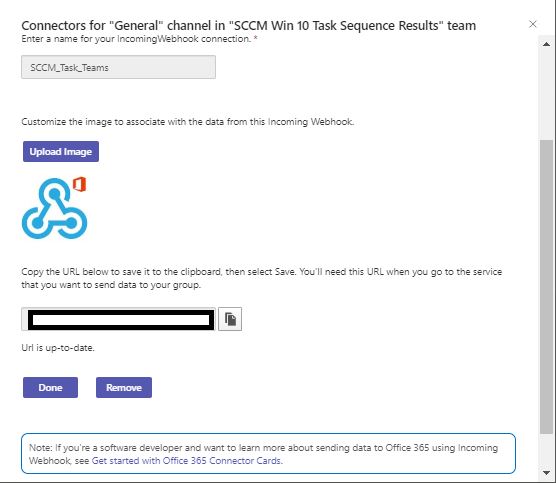 Connectors for "General" channel in "SCCM Win 10 Task Sequence Results" team
Enter a name for your IncomingWebhook connection. *
SCCM_Task_Teams
Customize the image to associate with the data from this Incoming Webhook.
Upload Image
Copy the URL below to save it to the clipboard, then select Save. You'll need this URL when you go to the service
that you want to send data to your group.
Url is up-to-date.
Done
Remove
Note: If you're a software developer and want to learn more about sending data to Office 365 using Incoming
Webhook, see Get started with Office 365 Connector Cards.